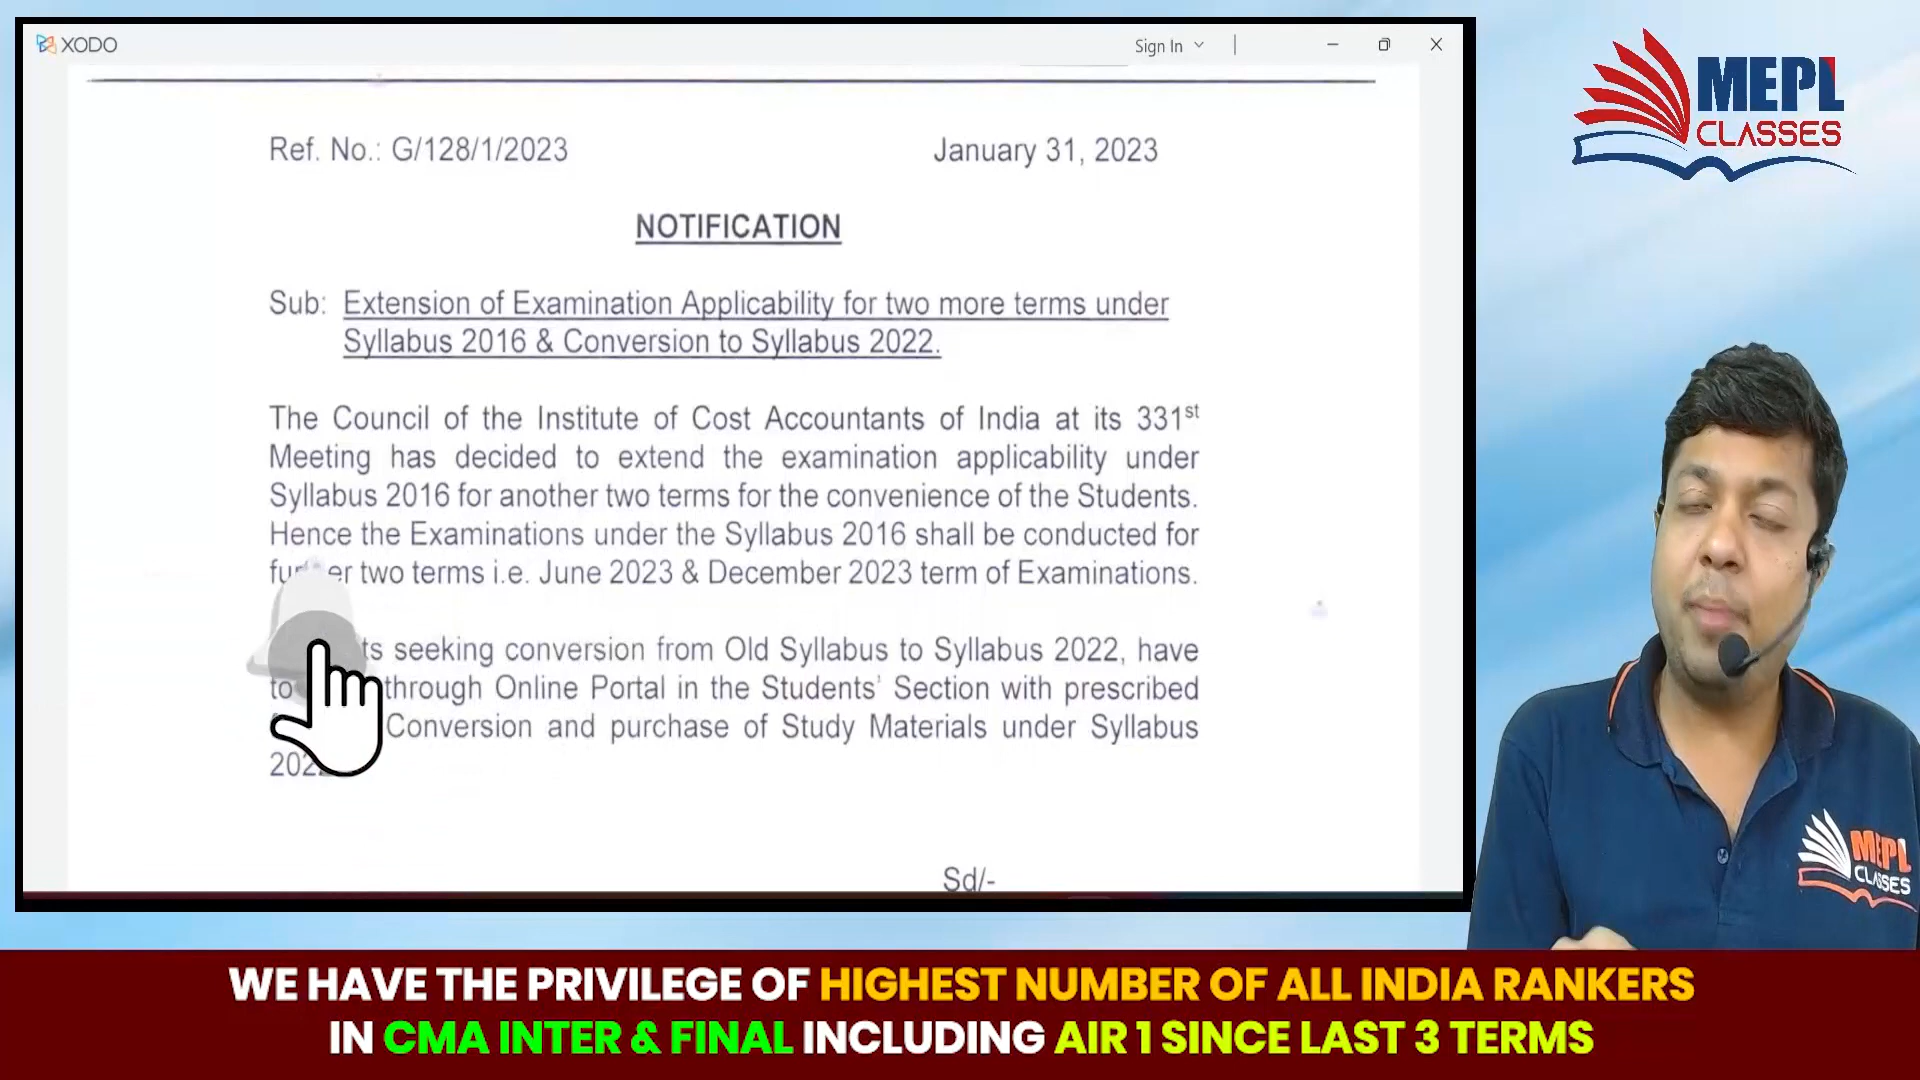 XODO
Sign In
Ref. No.: G/128/1/2023 January 31, 2023
NOTIFICATION
Sub: Extension of Examination Applicability for two more terms under
Syllabus 2016 & Conversion to Syllabus 2022.
The Council of the Institute of Cost Accountants of India at its 331st
Meeting has decided to extend the examination applicability under
Syllabus 2016 for another two terms for the convenience of the Students.
Hence the Examinations under the Syllabus 2016 shall be conducted for
further two terms i.e. June 2023 & December 2023 term of Examinations.
seeking conversion from Old Syllabus to Syllabus 2022, have
to through Online Portal in the Students' Section with prescribed
Conversion and purchase of Study Materials under Syllabus
Sd/-
MEPL
CLASSES
MEPL
CLASSES
WE HAVE THE PRIVILEGE OF HIGHEST NUMBER OF ALL INDIA RANKERS
IN CMA INTER & FINAL INCLUDING AIR 1 SINCE LAST 3 TERMS